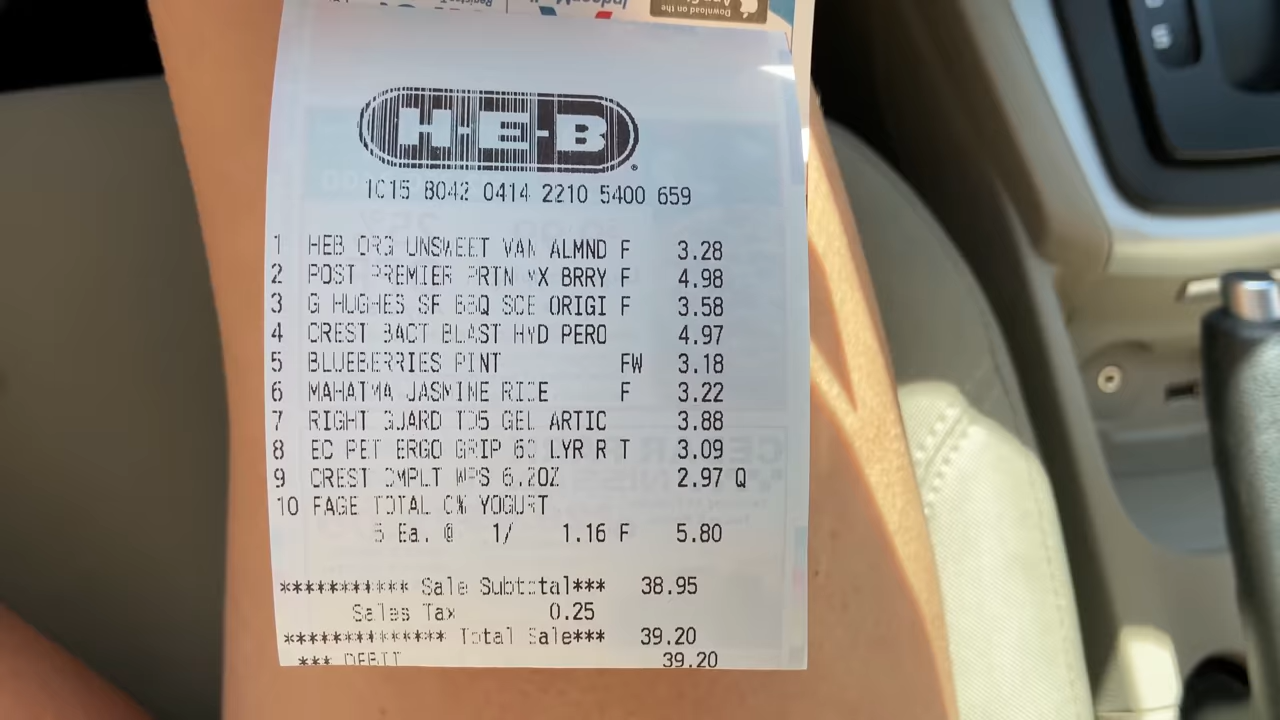 Download on the
H-E-B
1015 8042 0414 2210 5400 659
1 HEB ORG UNSWEET VAN ALMND F 3.28
2 POST PREMIER PRTN MX BRRY F 4.98
3 G HUGHES SF BBQ SCE ORIGI F 3.58
4 CREST BACT BLAST HYD PERO 4.97
5 BLUEBERRIES PINT FW 3.18
6 MAHATMA JASMINE RICE F 3.22
7 RIGHT GUARD TD5 GEL ARTIC 3.88
8 EC PET ERGO GRIP 60 LYR R T 3.09
9 CREST CMPLT WPS 6.2OZ 2.97 Q
10 FAGE TOTAL 0% YOGURT
5 Ea. @ 1/ 1.16 F 5.80
*********** Sale Subtotal*** 38.95
Sales Tax 0.25
************** Total Sale*** 39.20
*** DEBIT 39.20